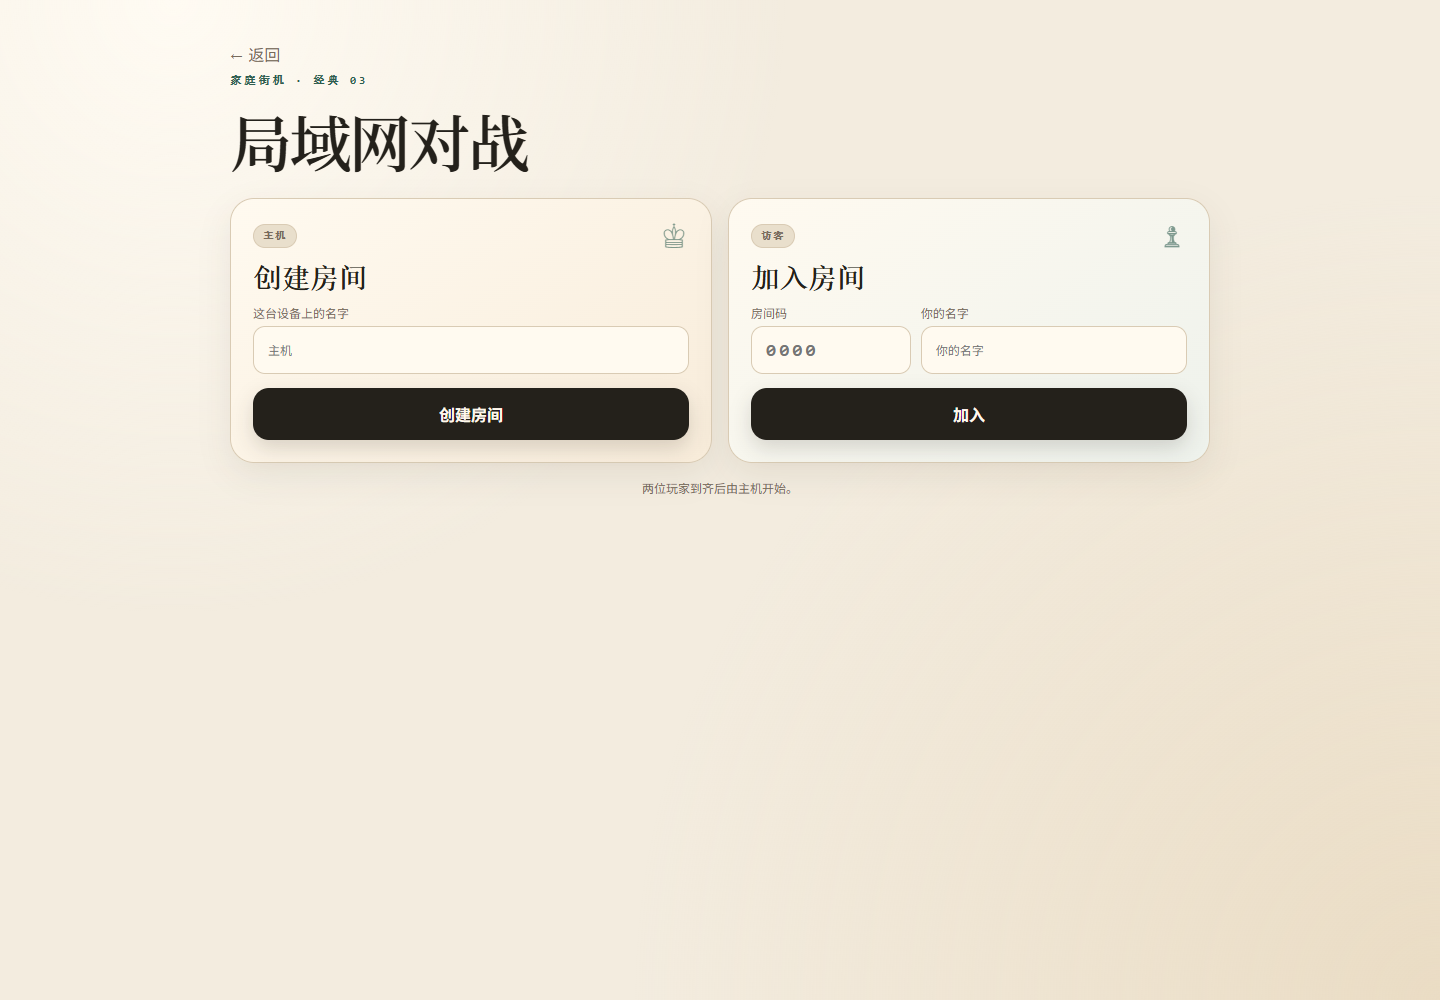 ← 返回
家庭街机 · 经典 03
局域网对战
主机
创建房间
这台设备上的名字
主机
创建房间
访客
加入房间
房间码 你的名字
0000 你的名字
加入
两位玩家到齐后由主机开始。